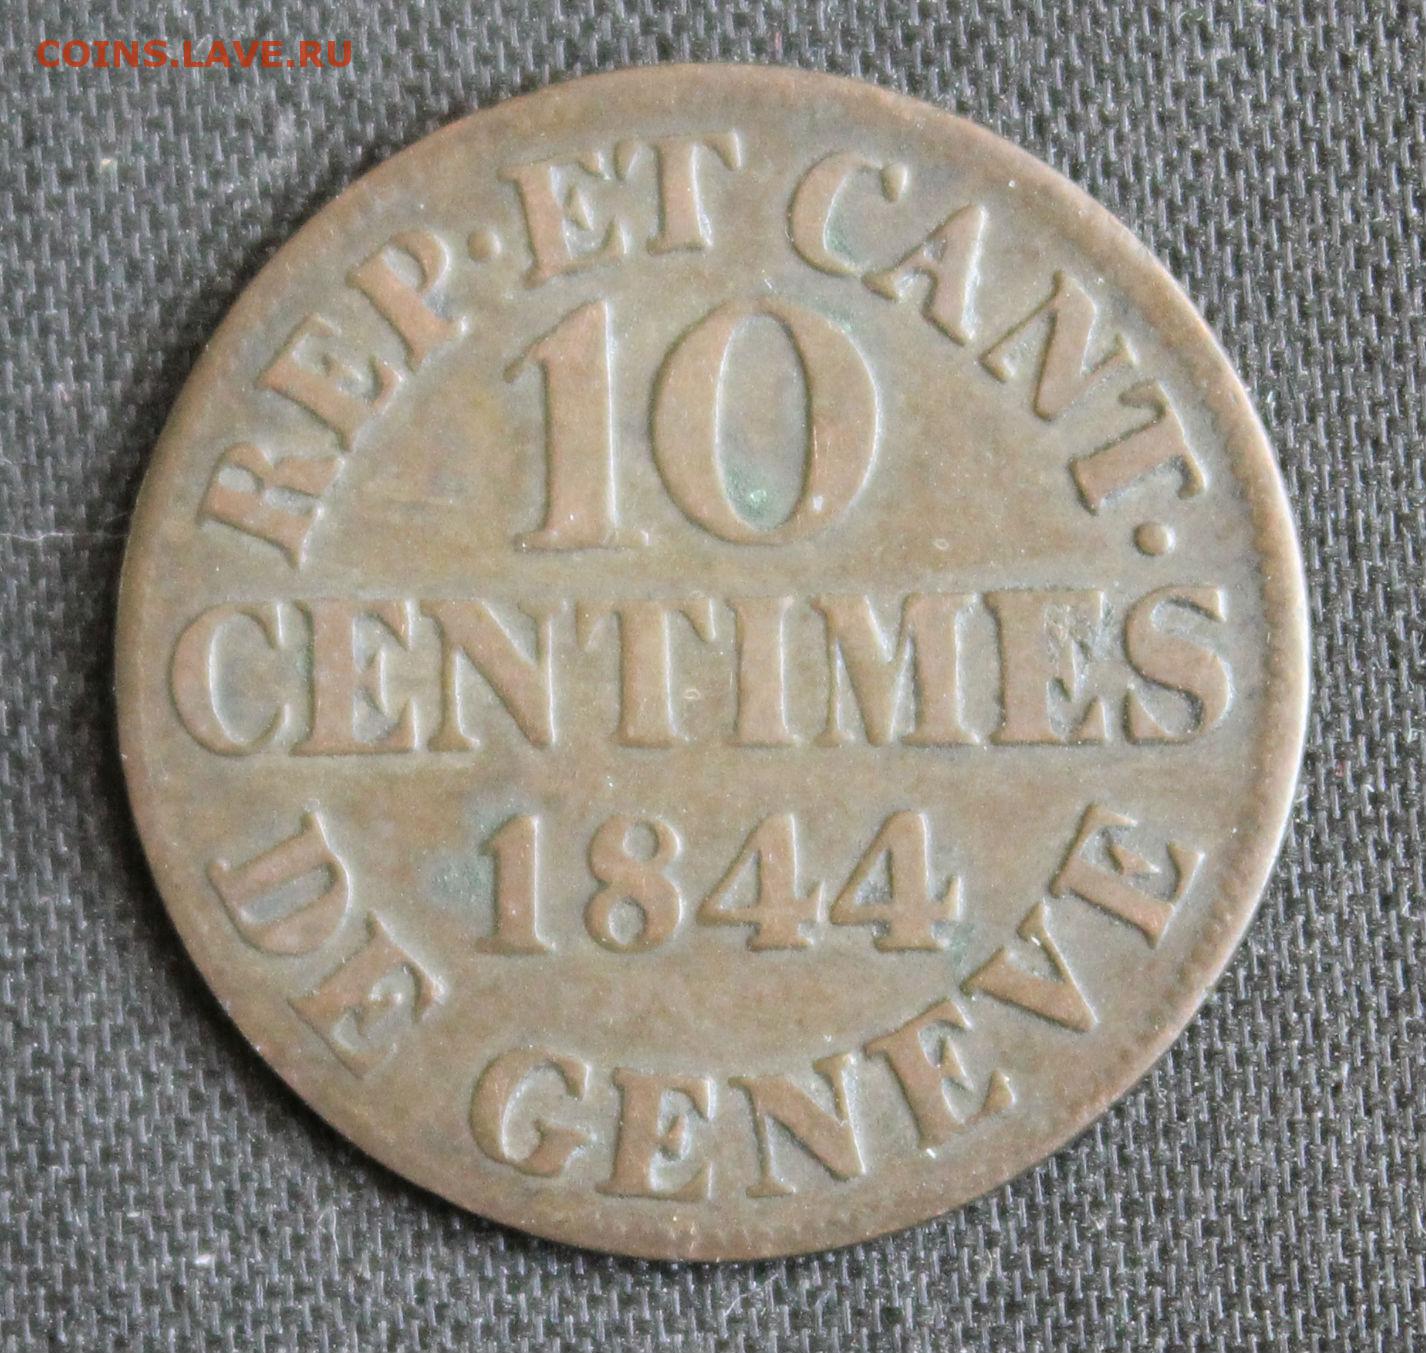 COINS.LAVE.RU
REP · ET CANT ·
10
CENTIMES
1844
DE GENEVE